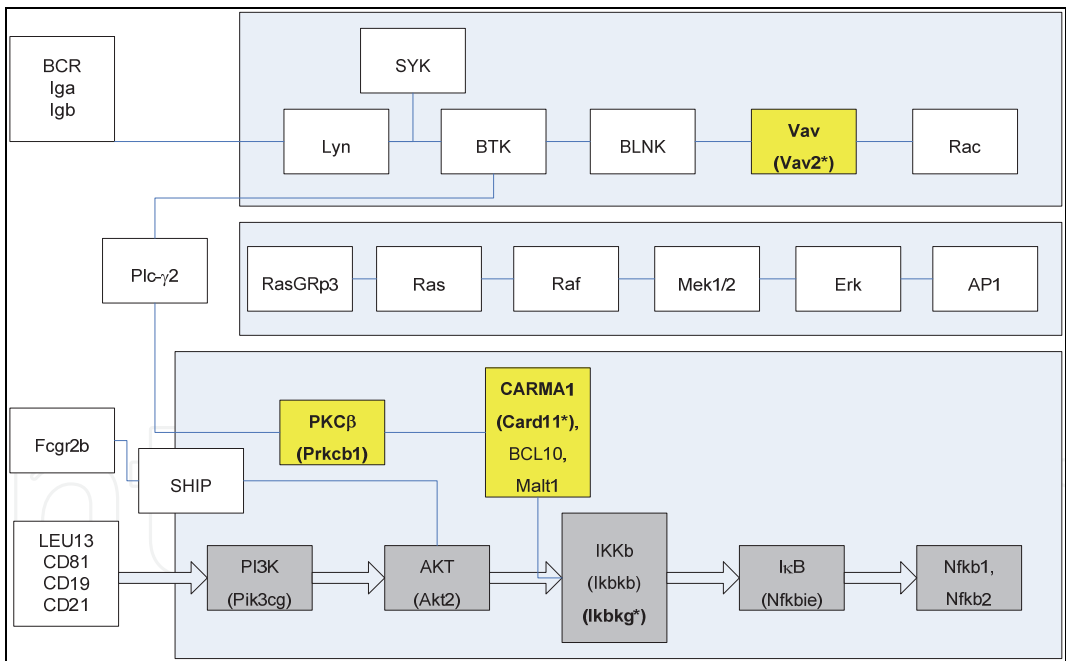 BCR
Iga
Igb
SYK
Lyn
BTK
BLNK
Vav
(Vav2*)
Rac
Plc-γ2
RasGRp3
Ras
Raf
Mek1/2
Erk
AP1
Fcgr2b
SHIP
PKCβ
(Prkcb1)
CARMA1
(Card11*),
BCL10,
Malt1
LEU13
CD81
CD19
CD21
PI3K
(Pik3cg)
AKT
(Akt2)
IKKb
(Ikbkb)
(Ikbkg*)
IκB
(Nfkbie)
Nfkb1,
Nfkb2